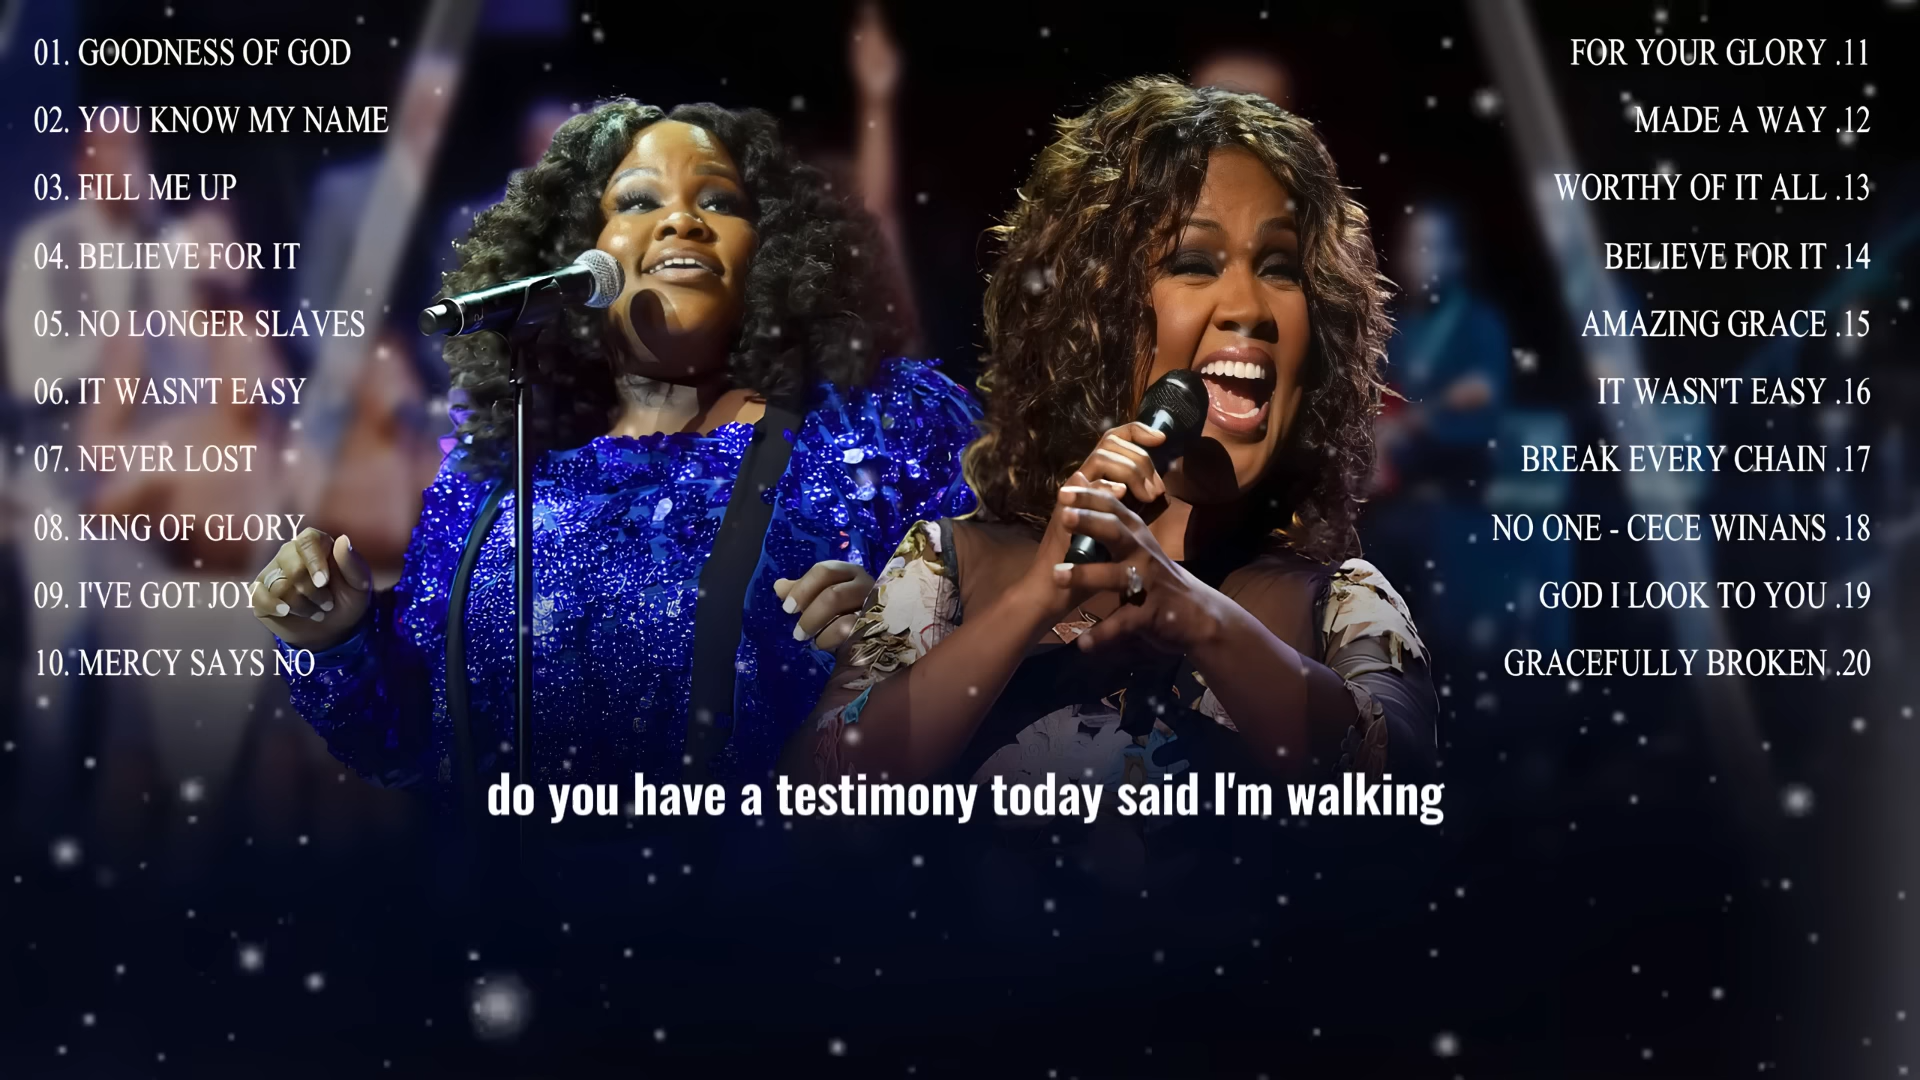 01. GOODNESS OF GOD
02. YOU KNOW MY NAME
03. FILL ME UP
04. BELIEVE FOR IT
05. NO LONGER SLAVES
06. IT WASN'T EASY
07. NEVER LOST
08. KING OF GLORY
09. I'VE GOT JOY
10. MERCY SAYS NO
FOR YOUR GLORY .11
MADE A WAY .12
WORTHY OF IT ALL .13
BELIEVE FOR IT .14
AMAZING GRACE .15
IT WASN'T EASY .16
BREAK EVERY CHAIN .17
NO ONE - CECE WINANS .18
GOD I LOOK TO YOU .19
GRACEFULLY BROKEN .20
do you have a testimony today said I'm walking